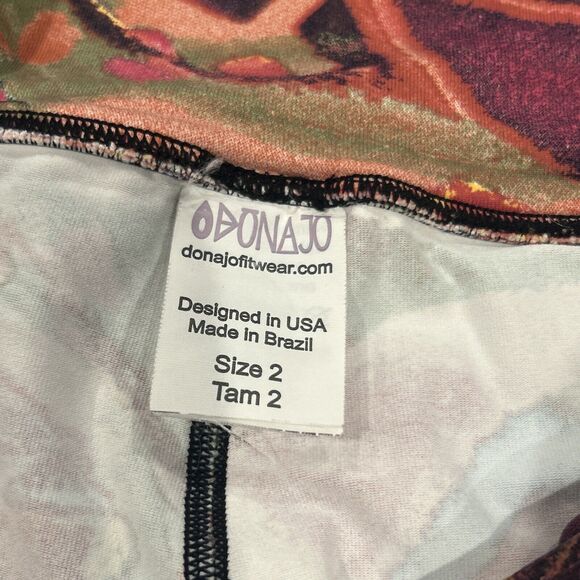 DONAJO
donajofitwear.com
Designed in USA
Made in Brazil
Size 2
Tam 2